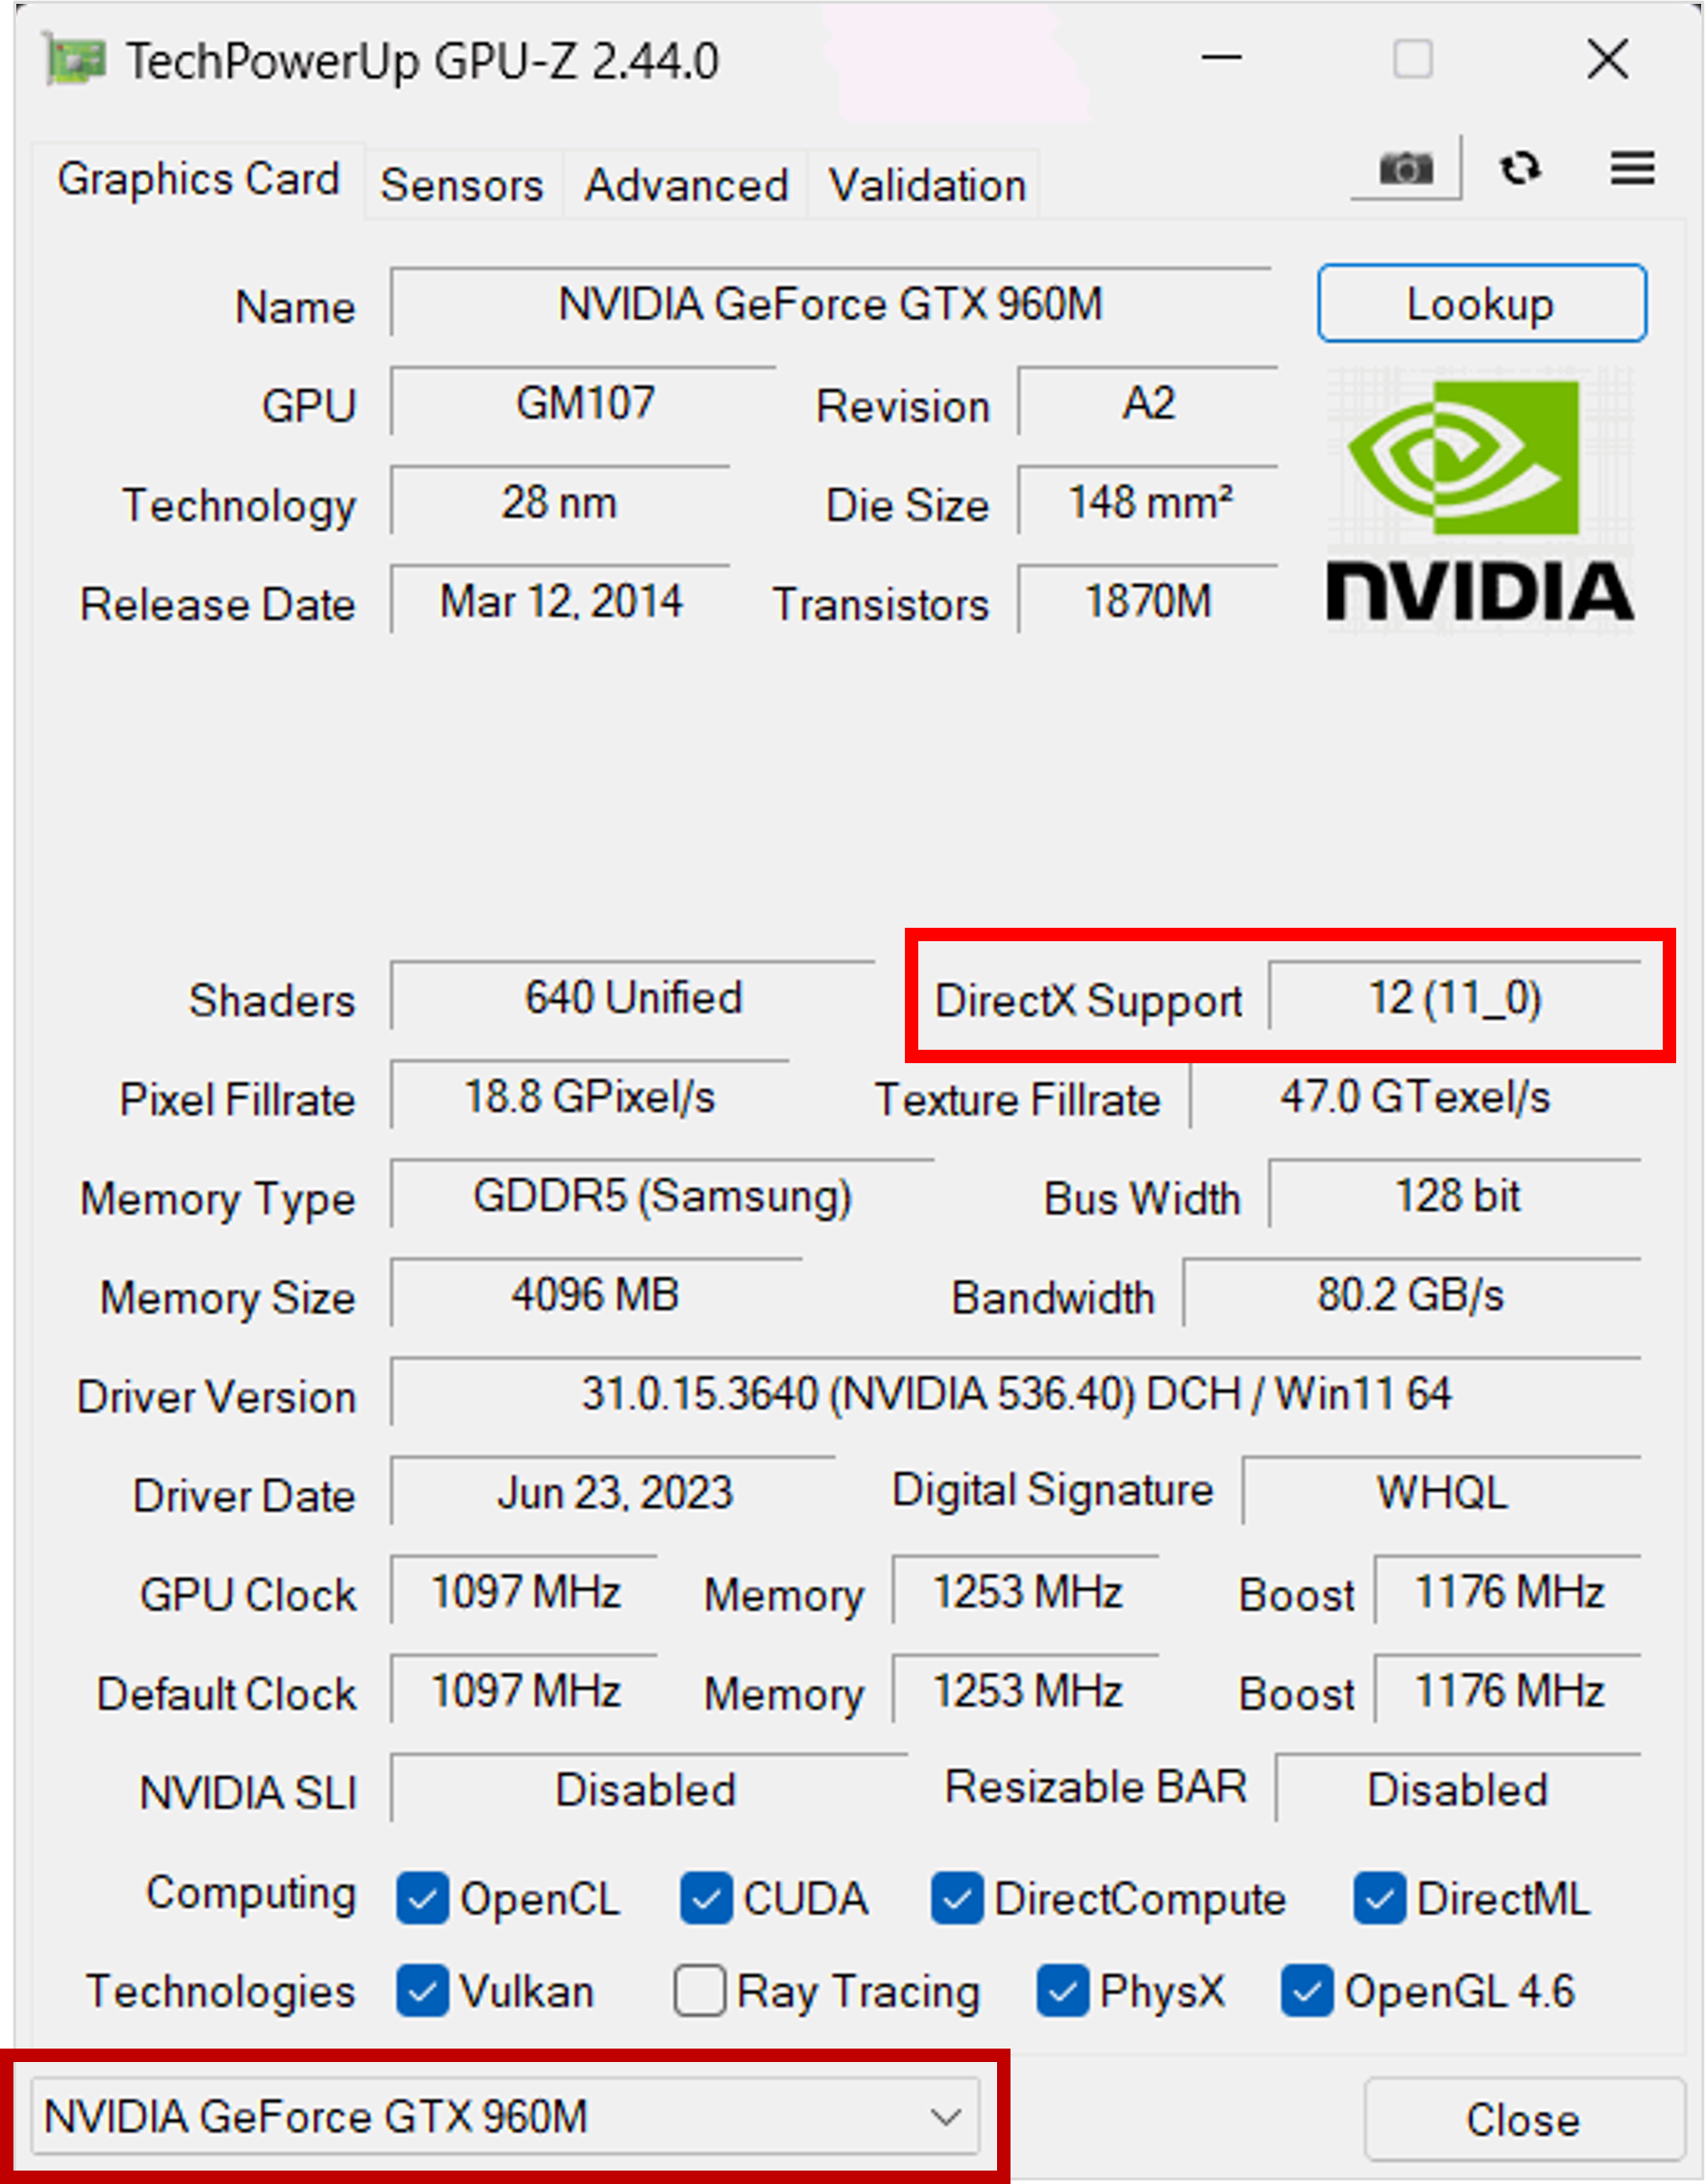 TechPowerUp GPU-Z 2.44.0
Graphics Card Sensors Advanced Validation
Name NVIDIA GeForce GTX 960M Lookup
GPU GM107 Revision A2
Technology 28 nm Die Size 148 mm²
Release Date Mar 12, 2014 Transistors 1870M
NVIDIA
Shaders 640 Unified DirectX Support 12 (11_0)
Pixel Fillrate 18.8 GPixel/s Texture Fillrate 47.0 GTexel/s
Memory Type GDDR5 (Samsung) Bus Width 128 bit
Memory Size 4096 MB Bandwidth 80.2 GB/s
Driver Version 31.0.15.3640 (NVIDIA 536.40) DCH / Win11 64
Driver Date Jun 23, 2023 Digital Signature WHQL
GPU Clock 1097 MHz Memory 1253 MHz Boost 1176 MHz
Default Clock 1097 MHz Memory 1253 MHz Boost 1176 MHz
NVIDIA SLI Disabled Resizable BAR Disabled
Computing OpenCL CUDA DirectCompute DirectML
Technologies Vulkan Ray Tracing PhysX OpenGL 4.6
NVIDIA GeForce GTX 960M Close